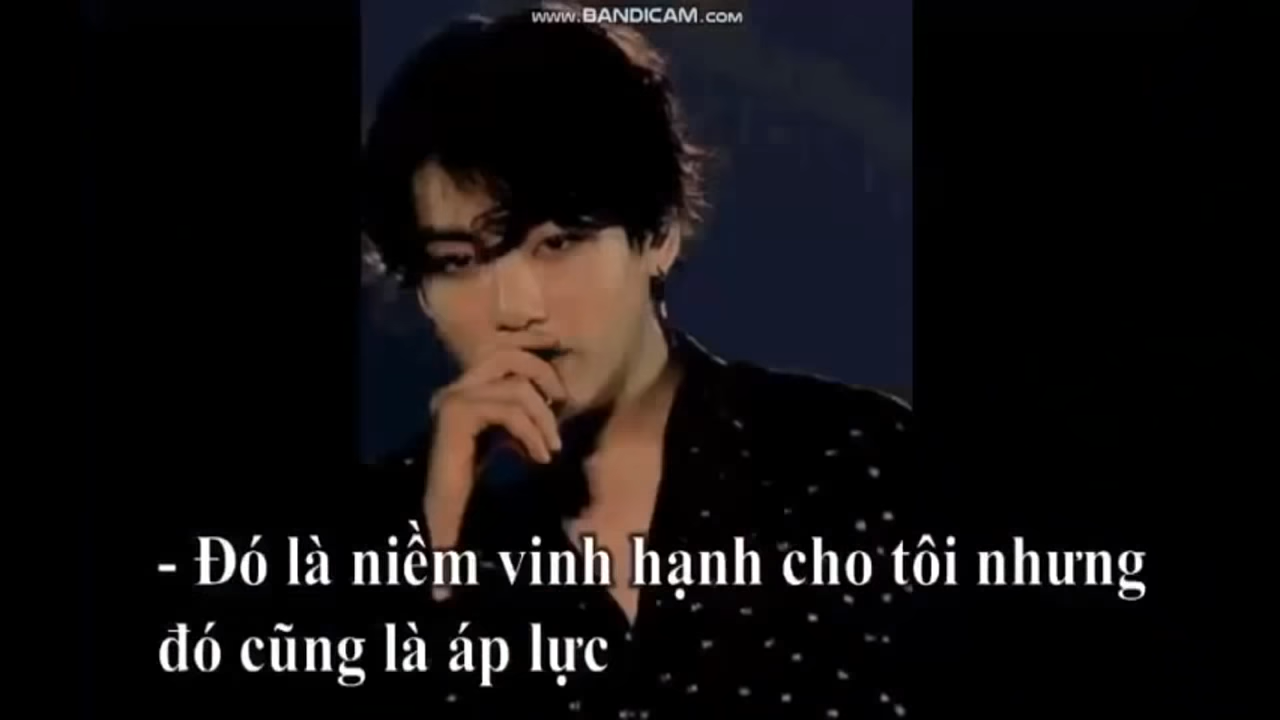 www.BANDICAM.com
- Đó là niềm vinh hạnh cho tôi nhưng
đó cũng là áp lực